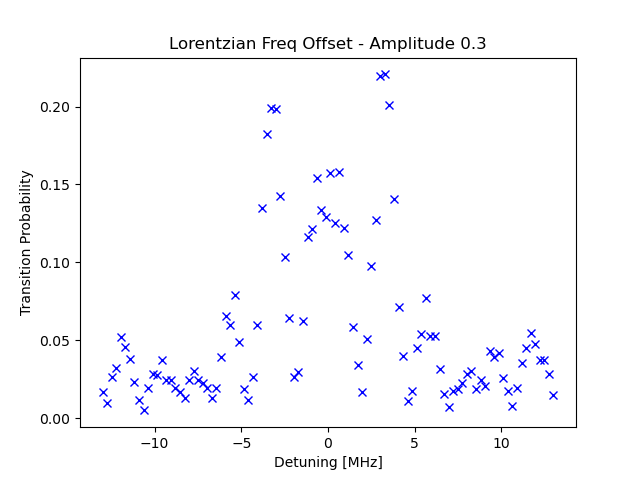 Lorentzian Freq Offset - Amplitude 0.3
Transition Probability
0.20
0.15
0.10
0.05
0.00
−10 −5 0 5 10
Detuning [MHz]